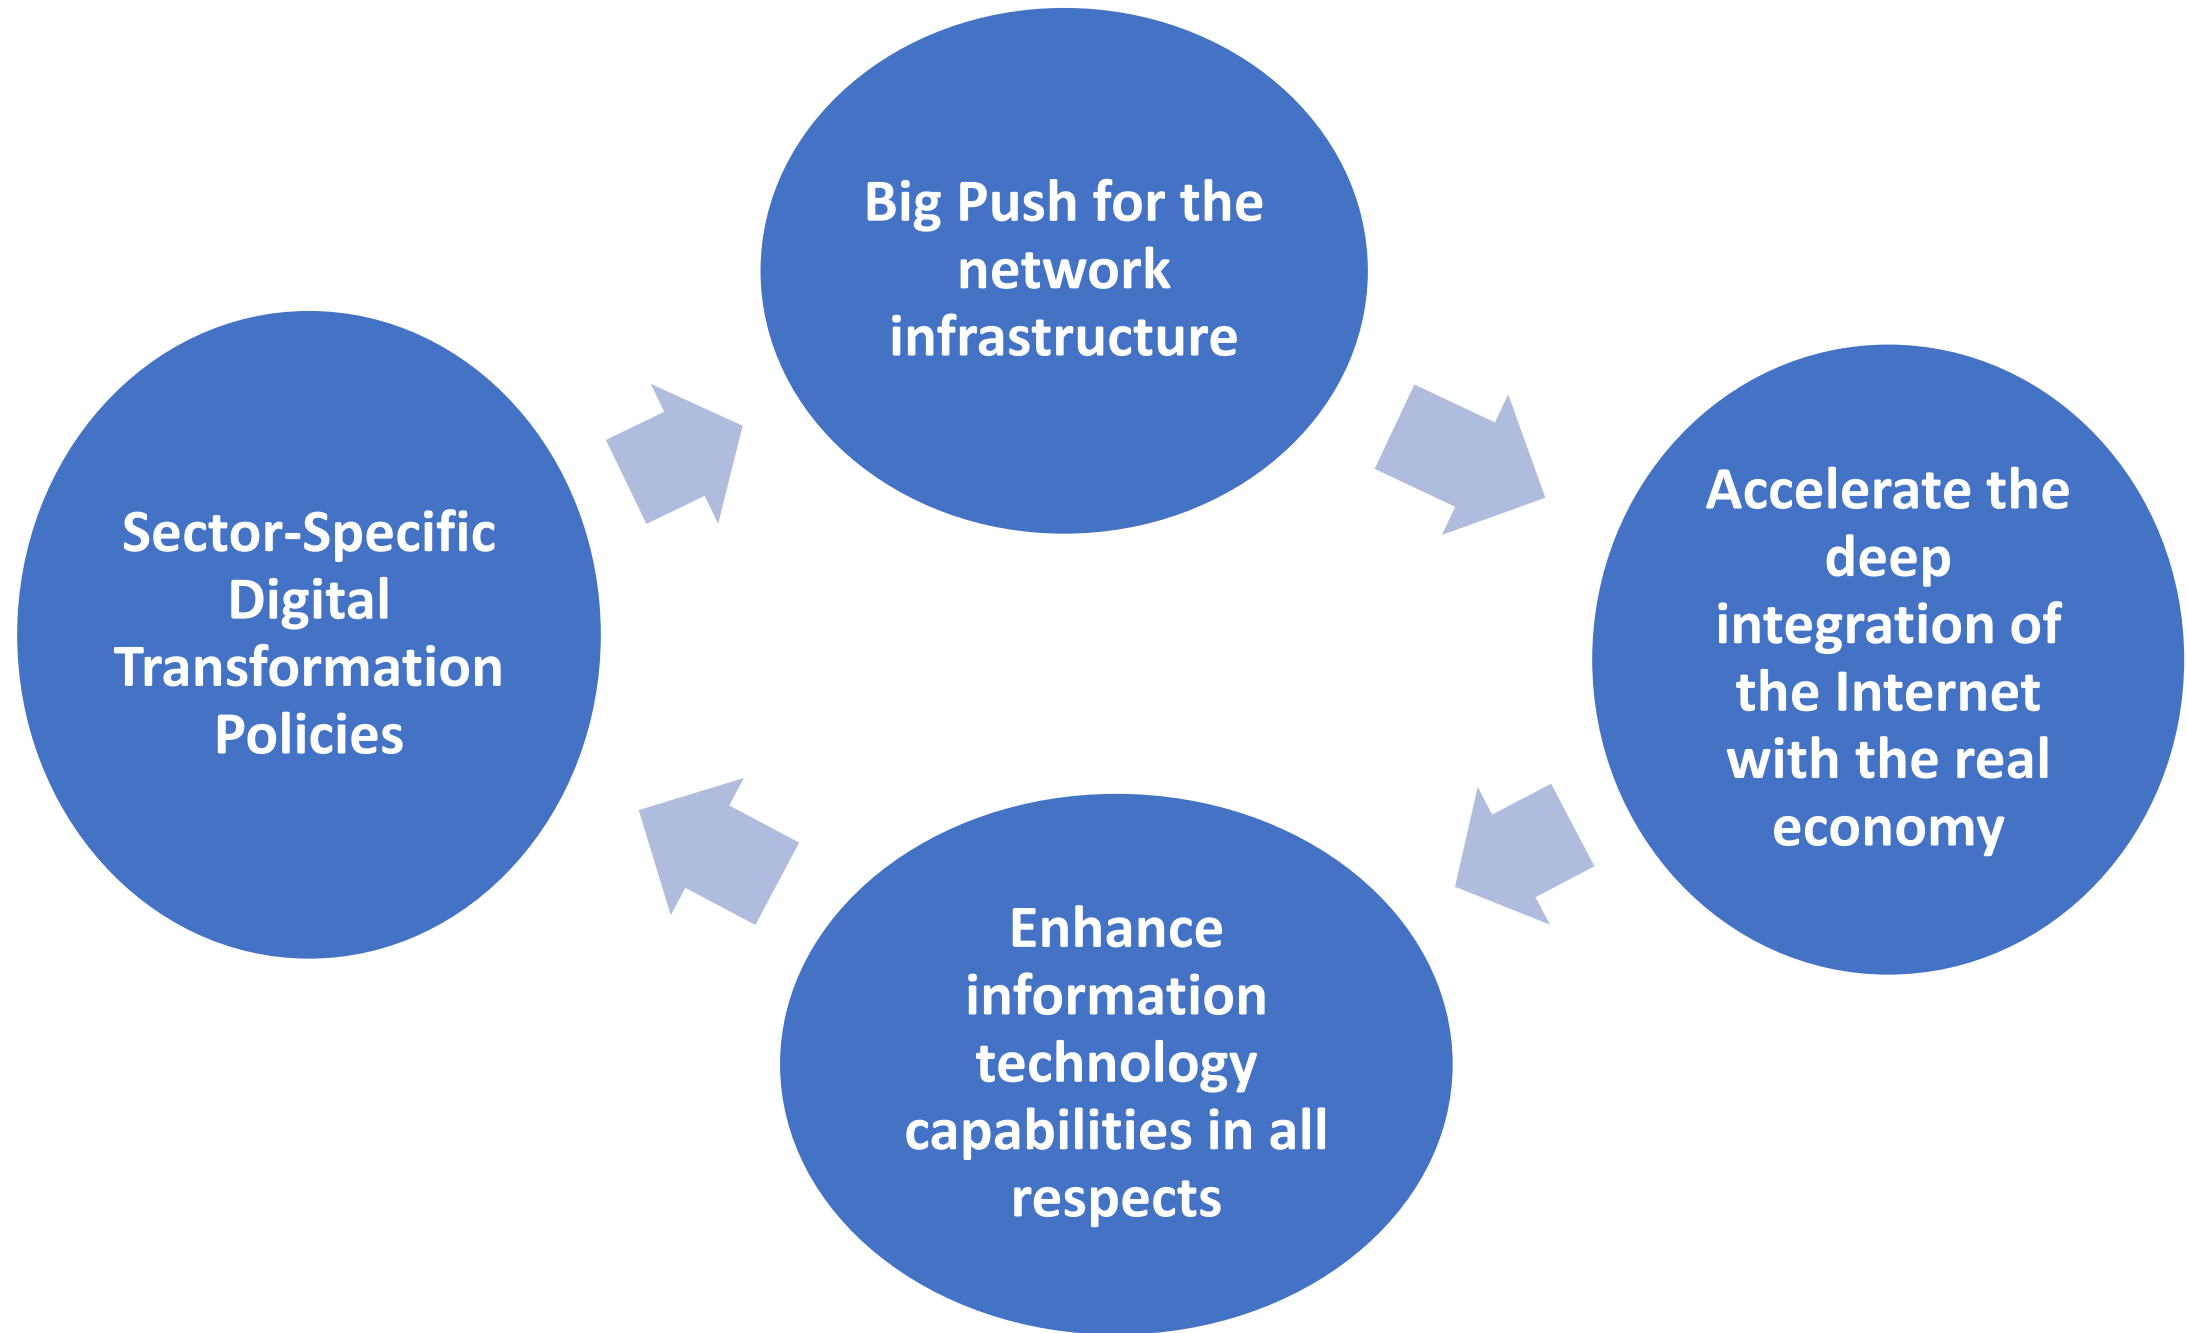 Big Push for the
network
infrastructure
Accelerate the
deep
integration of
the Internet
with the real
economy
Enhance
information
technology
capabilities in all
respects
Sector-Specific
Digital
Transformation
Policies